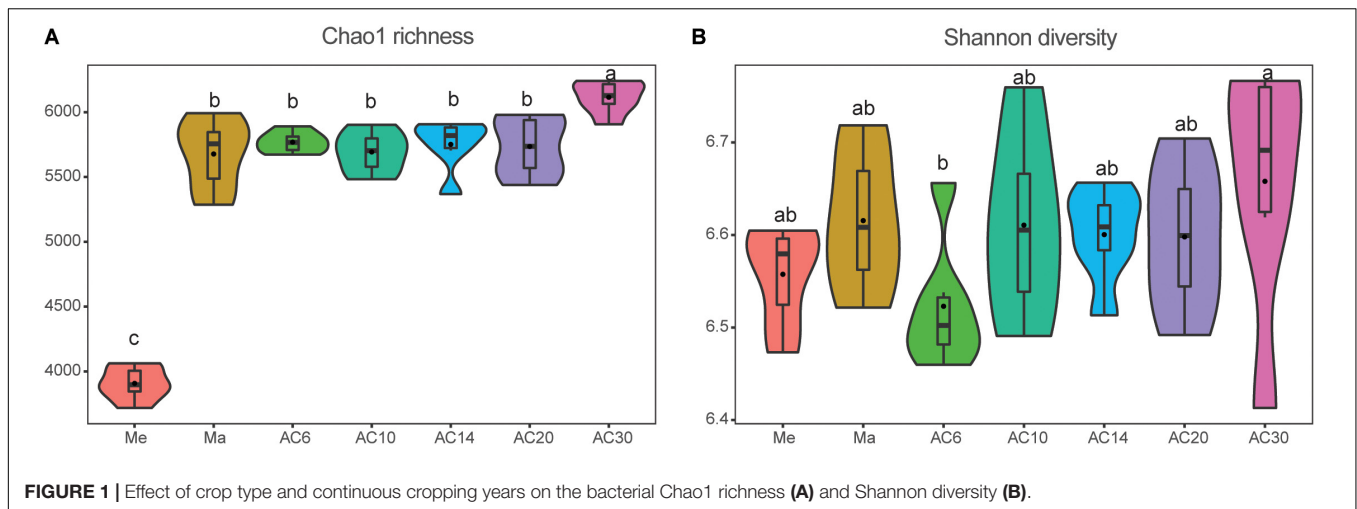 A
Chao1 richness
6000
5500
5000
4500
4000
c
b
b
b
b
b
a
Me Ma AC6 AC10 AC14 AC20 AC30
B
Shannon diversity
6.7
6.6
6.5
6.4
ab
ab
b
ab
ab
ab
a
Me Ma AC6 AC10 AC14 AC20 AC30
FIGURE 1 | Effect of crop type and continuous cropping years on the bacterial Chao1 richness (A) and Shannon diversity (B).